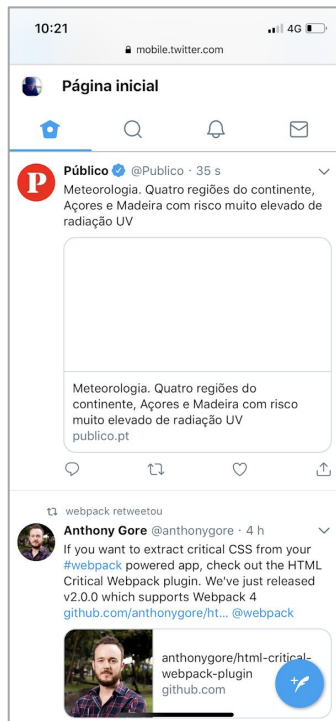 10:21
4G
mobile.twitter.com
Página inicial
P
Público @Publico · 35 s
Meteorologia. Quatro regiões do continente,
Açores e Madeira com risco muito elevado de
radiação UV
Meteorologia. Quatro regiões do
continente, Açores e Madeira com risco
muito elevado de radiação UV
publico.pt
webpack retweetou
Anthony Gore @anthonygore · 4 h
If you want to extract critical CSS from your
#webpack powered app, check out the HTML
Critical Webpack plugin. We've just released
v2.0.0 which supports Webpack 4
github.com/anthonygore/ht... @webpack
anthonygore/html-critical-
webpack-plugin
github.com